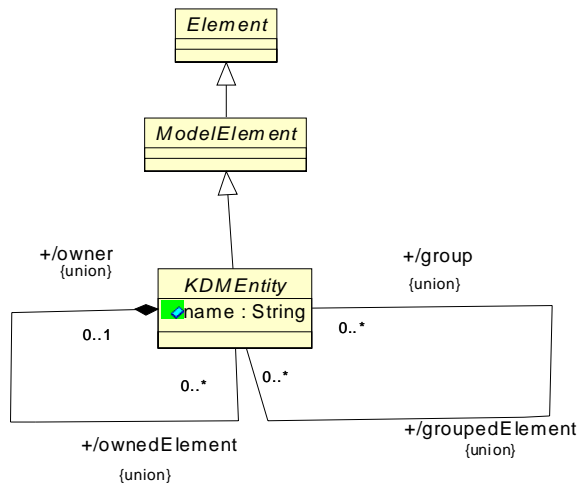 Element
ModelElement
+/owner
{union}
+/group
{union}
KDMEntity
name : String
0..1
0..*
0..*
0..*
+/ownedElement
{union}
+/groupedElement
{union}